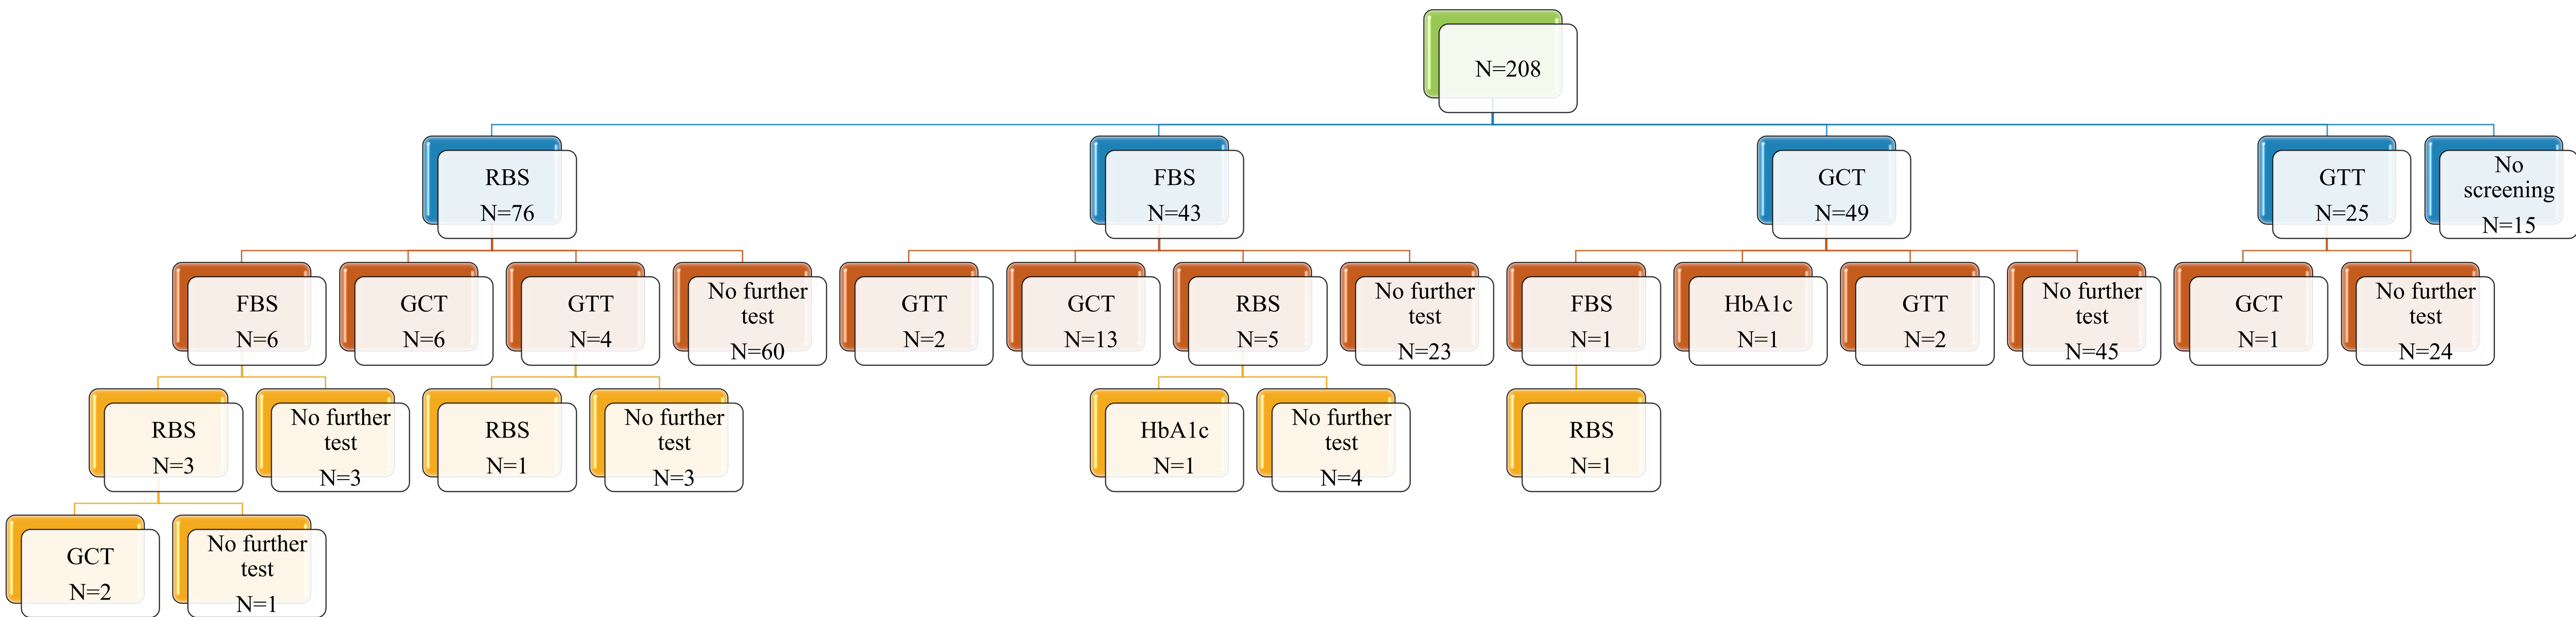 N=208
RBS
N=76
FBS
N=43
GCT
N=49
GTT
N=25
No
screening
N=15
FBS
N=6
GCT
N=6
GTT
N=4
No further
test
N=60
GTT
N=2
GCT
N=13
RBS
N=5
No further
test
N=23
FBS
N=1
HbA1c
N=1
GTT
N=2
No further
test
N=45
GCT
N=1
No further
test
N=24
RBS
N=3
No further
test
N=3
RBS
N=1
No further
test
N=3
HbA1c
N=1
No further
test
N=4
RBS
N=1
GCT
N=2
No further
test
N=1